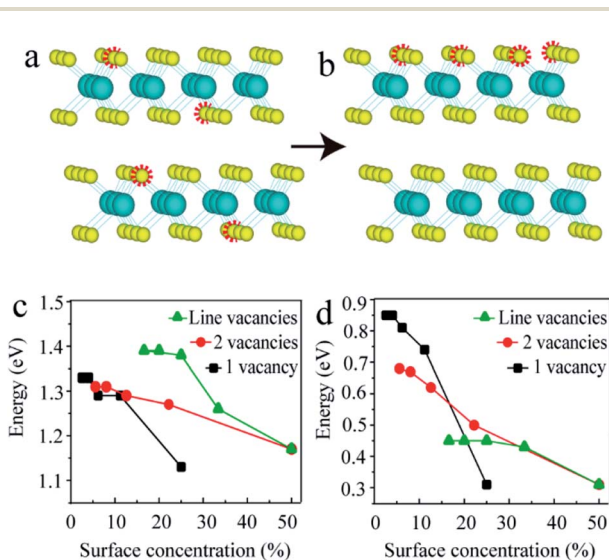 a
b
c
Energy (eV)
1.5
1.4
1.3
1.2
1.1
Line vacancies
2 vacancies
1 vacancy
0 10 20 30 40 50
Surface concentration (%)
d
Energy (eV)
0.9
0.8
0.7
0.6
0.5
0.4
0.3
Line vacancies
2 vacancies
1 vacancy
0 10 20 30 40 50
Surface concentration (%)